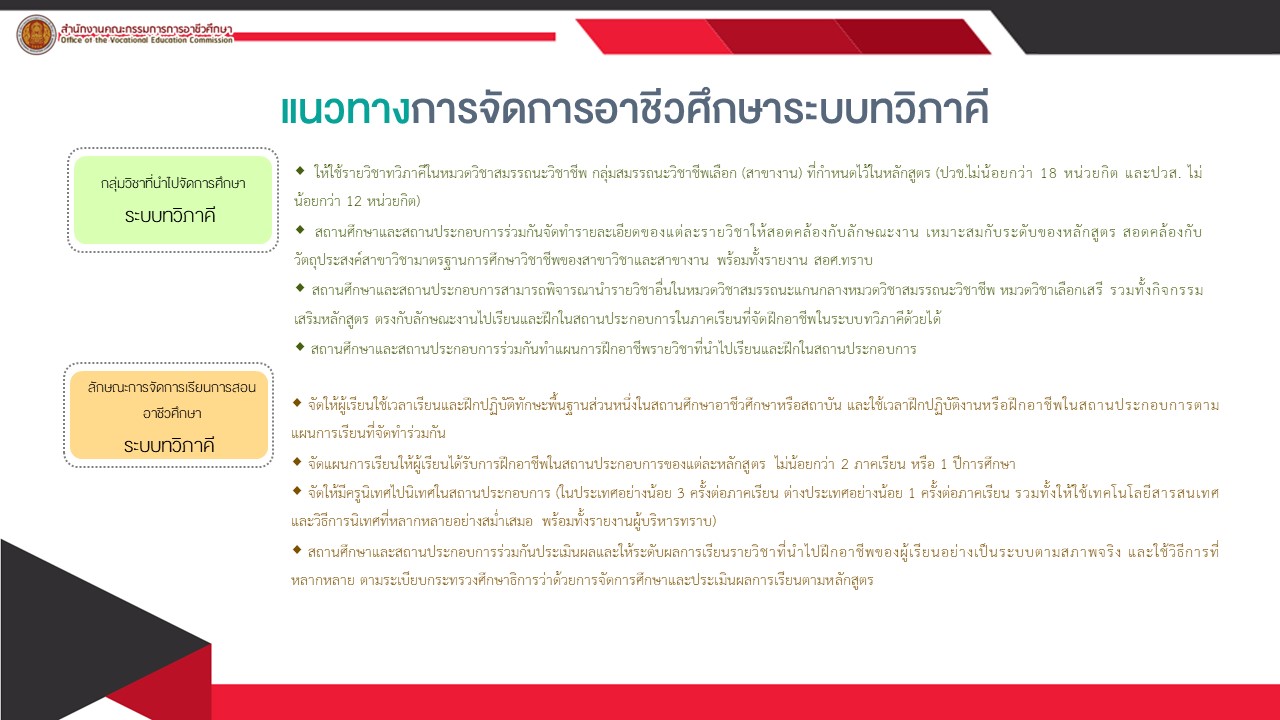 สำนักงานคณะกรรมการการอาชีวศึกษา
Office of the Vocational Education Commission
แนวทางการจัดการอาชีวศึกษาระบบทวิภาคี
กลุ่มวิชาที่นำไปจัดการศึกษา
ระบบทวิภาคี
◆ ให้ใช้รายวิชาทวิภาคีในหมวดวิชาสมรรถนะวิชาชีพ กลุ่มสมรรถนะวิชาชีพเลือก (สาขางาน) ที่กำหนดไว้ในหลักสูตร (ปวช.ไม่น้อยกว่า 18 หน่วยกิต และปวส. ไม่
น้อยกว่า 12 หน่วยกิต)
◆ สถานศึกษาและสถานประกอบการร่วมกันจัดทำรายละเอียดของแต่ละรายวิชาให้สอดคล้องกับลักษณะงาน เหมาะสมกับระดับของหลักสูตร สอดคล้องกับ
วัตถุประสงค์สาขาวิชามาตรฐานการศึกษาวิชาชีพของสาขาวิชาและสาขางาน พร้อมทั้งรายงาน สอศ.ทราบ
◆ สถานศึกษาและสถานประกอบการสามารถพิจารณานำรายวิชาอื่นในหมวดวิชาสมรรถนะแกนกลางหมวดวิชาสมรรถนะวิชาชีพ หมวดวิชาเลือกเสรี รวมทั้งกิจกรรม
เสริมหลักสูตร ตรงกับลักษณะงานไปเรียนและฝึกในสถานประกอบการในภาคเรียนที่จัดฝึกอาชีพในระบบทวิภาคีด้วยได้
◆ สถานศึกษาและสถานประกอบการร่วมกันทำแผนการฝึกอาชีพรายวิชาที่นำไปเรียนและฝึกในสถานประกอบการ
ลักษณะการจัดการเรียนการสอน
อาชีวศึกษา
ระบบทวิภาคี
◆ จัดให้ผู้เรียนใช้เวลาเรียนและฝึกปฏิบัติทักษะพื้นฐานส่วนหนึ่งในสถานศึกษาอาชีวศึกษาหรือสถาบัน และใช้เวลาฝึกปฏิบัติงานหรือฝึกอาชีพในสถานประกอบการตาม
แผนการเรียนที่จัดทำร่วมกัน
◆ จัดแผนการเรียนให้ผู้เรียนได้รับการฝึกอาชีพในสถานประกอบการของแต่ละหลักสูตร ไม่น้อยกว่า 2 ภาคเรียน หรือ 1 ปีการศึกษา
◆ จัดให้มีครูนิเทศไปนิเทศในสถานประกอบการ (ในประเทศอย่างน้อย 3 ครั้งต่อภาคเรียน ต่างประเทศอย่างน้อย 1 ครั้งต่อภาคเรียน รวมทั้งให้ใช้เทคโนโลยีสารสนเทศ
และวิธีการนิเทศที่หลากหลายอย่างสม่ำเสมอ พร้อมทั้งรายงานผู้บริหารทราบ)
◆ สถานศึกษาและสถานประกอบการร่วมกันประเมินผลและให้ระดับผลการเรียนรายวิชาที่นำไปฝึกอาชีพของผู้เรียนอย่างเป็นระบบตามสภาพจริง และใช้วิธีการที่
หลากหลาย ตามระเบียบกระทรวงศึกษาธิการว่าด้วยการจัดการศึกษาและประเมินผลการเรียนตามหลักสูตร